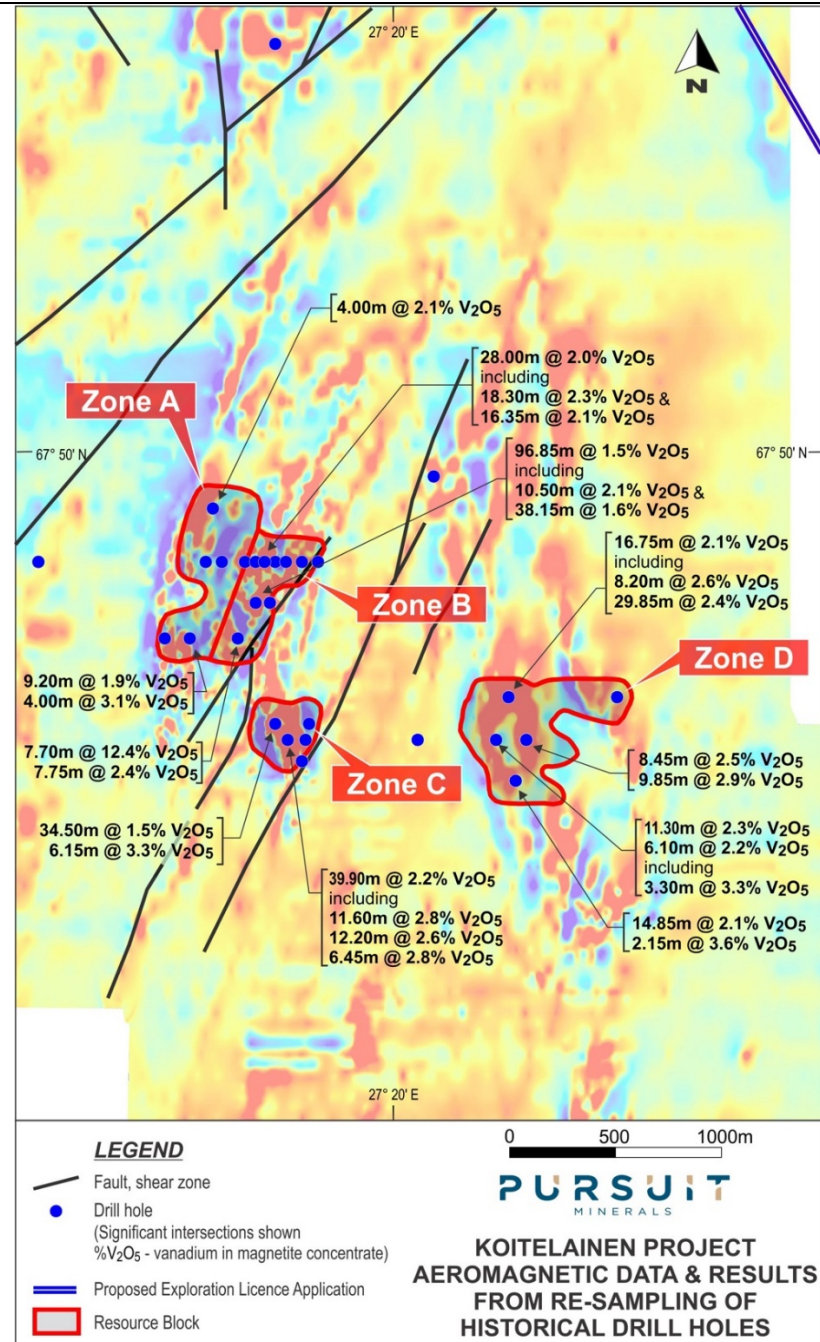 27° 20' E
N
4.00m @ 2.1% V₂O₅
28.00m @ 2.0% V₂O₅
including
18.30m @ 2.3% V₂O₅ &
16.35m @ 2.1% V₂O₅
Zone A
67° 50' N
67° 50' N
96.85m @ 1.5% V₂O₅
including
10.50m @ 2.1% V₂O₅ &
38.15m @ 1.6% V₂O₅
16.75m @ 2.1% V₂O₅
including
8.20m @ 2.6% V₂O₅
29.85m @ 2.4% V₂O₅
Zone B
Zone D
9.20m @ 1.9% V₂O₅
4.00m @ 3.1% V₂O₅
7.70m @ 12.4% V₂O₅
7.75m @ 2.4% V₂O₅
Zone C
8.45m @ 2.5% V₂O₅
9.85m @ 2.9% V₂O₅
34.50m @ 1.5% V₂O₅
6.15m @ 3.3% V₂O₅
11.30m @ 2.3% V₂O₅
6.10m @ 2.2% V₂O₅
including
3.30m @ 3.3% V₂O₅
39.90m @ 2.2% V₂O₅
including
11.60m @ 2.8% V₂O₅
12.20m @ 2.6% V₂O₅
6.45m @ 2.8% V₂O₅
14.85m @ 2.1% V₂O₅
2.15m @ 3.6% V₂O₅
27° 20' E
LEGEND
Fault, shear zone
Drill hole
(Significant intersections shown
%V₂O₅ - vanadium in magnetite concentrate)
Proposed Exploration Licence Application
Resource Block
0 500 1000m
PURSUIT
MINERALS
KOITELAINEN PROJECT
AEROMAGNETIC DATA & RESULTS
FROM RE-SAMPLING OF
HISTORICAL DRILL HOLES